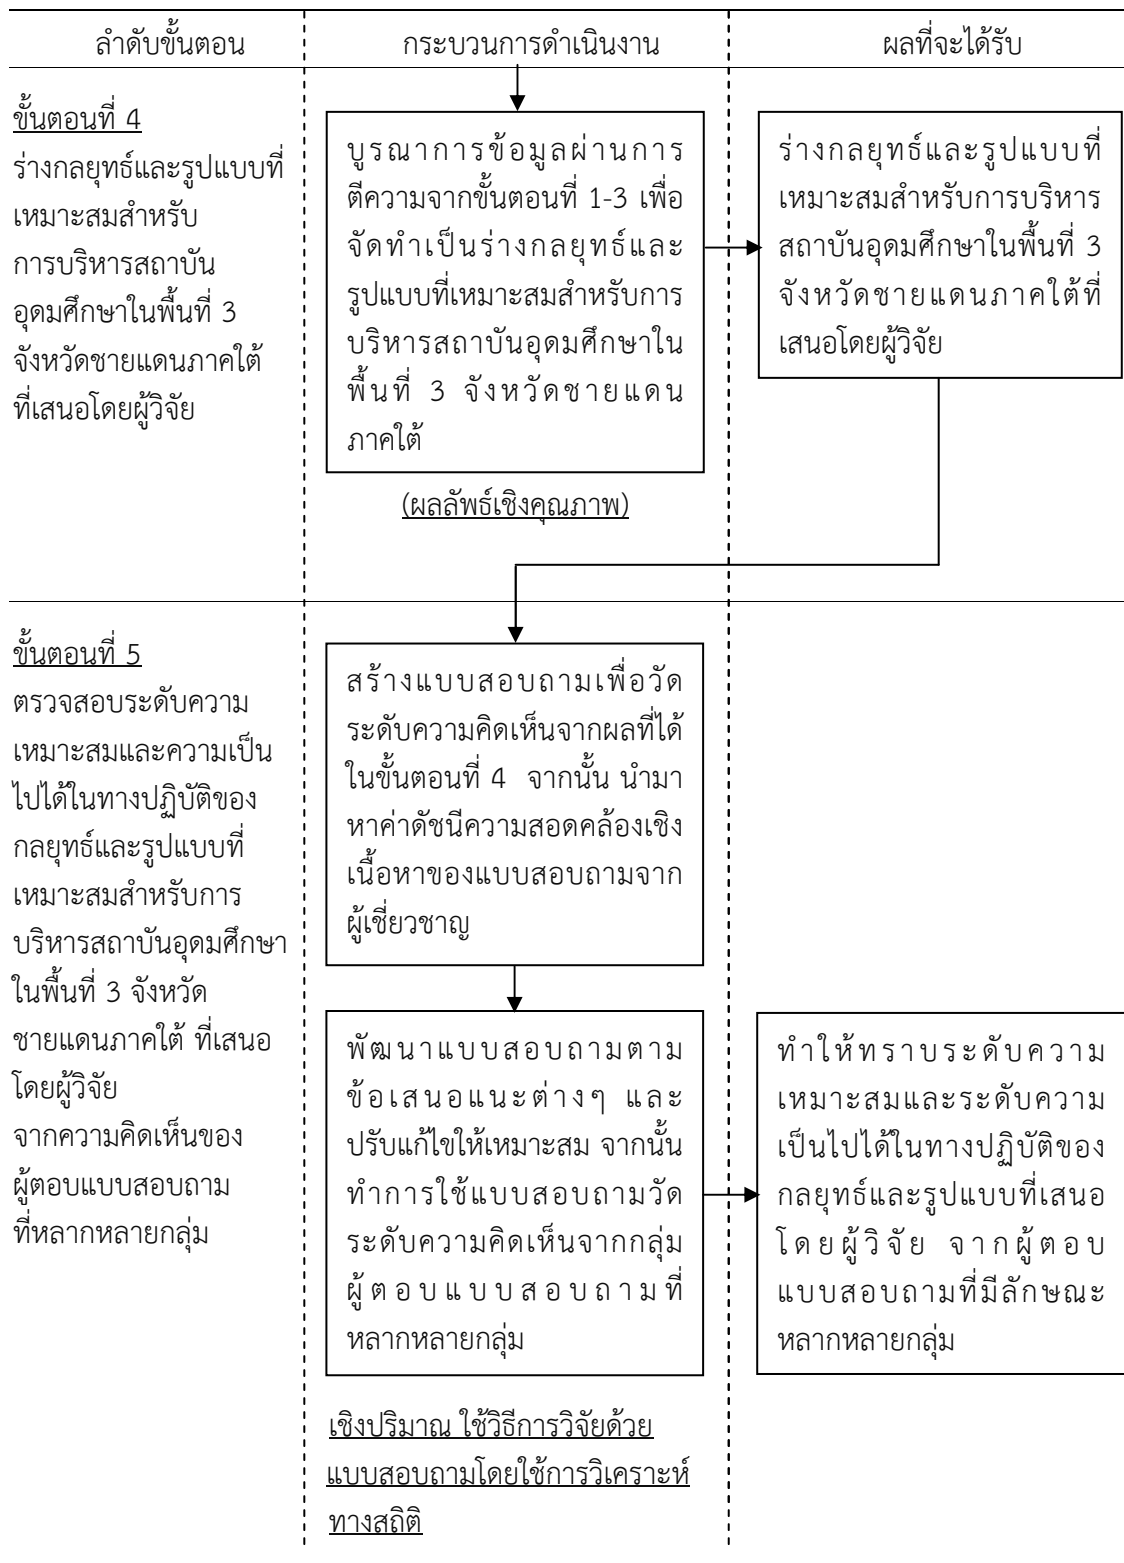 ลำดับขั้นตอน
กระบวนการดำเนินงาน
ผลที่จะได้รับ
ขั้นตอนที่ 4
ร่างกลยุทธ์และรูปแบบที่
เหมาะสมสำหรับ
การบริหารสถาบัน
อุดมศึกษาในพื้นที่ 3
จังหวัดชายแดนภาคใต้
ที่เสนอโดยผู้วิจัย
บูรณาการข้อมูลผ่านการ
ตีความจากขั้นตอนที่ 1-3 เพื่อ
จัดทำเป็นร่างกลยุทธ์และ
รูปแบบที่เหมาะสมสำหรับการ
บริหารสถาบันอุดมศึกษาใน
พื้นที่ 3 จังหวัดชายแดน
ภาคใต้
(ผลลัพธ์เชิงคุณภาพ)
ร่างกลยุทธ์และรูปแบบที่
เหมาะสมสำหรับการบริหาร
สถาบันอุดมศึกษาในพื้นที่ 3
จังหวัดชายแดนภาคใต้ที่
เสนอโดยผู้วิจัย
ขั้นตอนที่ 5
ตรวจสอบระดับความ
เหมาะสมและความเป็น
ไปได้ในทางปฏิบัติของ
กลยุทธ์และรูปแบบที่
เหมาะสมสำหรับการ
บริหารสถาบันอุดมศึกษา
ในพื้นที่ 3 จังหวัด
ชายแดนภาคใต้ ที่เสนอ
โดยผู้วิจัย
จากความคิดเห็นของ
ผู้ตอบแบบสอบถาม
ที่หลากหลายกลุ่ม
สร้างแบบสอบถามเพื่อวัด
ระดับความคิดเห็นจากผลที่ได้
ในขั้นตอนที่ 4 จากนั้น นำมา
หาค่าดัชนีความสอดคล้องเชิง
เนื้อหาของแบบสอบถามจาก
ผู้เชี่ยวชาญ
พัฒนาแบบสอบถามตาม
ข้อเสนอแนะต่างๆ และ
ปรับแก้ไขให้เหมาะสม จากนั้น
ทำการใช้แบบสอบถามวัด
ระดับความคิดเห็นจากกลุ่ม
ผู้ตอบแบบสอบถามที่
หลากหลายกลุ่ม
ทำให้ทราบระดับความ
เหมาะสมและระดับความ
เป็นไปได้ในทางปฏิบัติของ
กลยุทธ์และรูปแบบที่เสนอ
โดยผู้วิจัย จากผู้ตอบ
แบบสอบถามที่มีลักษณะ
หลากหลายกลุ่ม
เชิงปริมาณ ใช้วิธีการวิจัยด้วย
แบบสอบถามโดยใช้การวิเคราะห์
ทางสถิติ